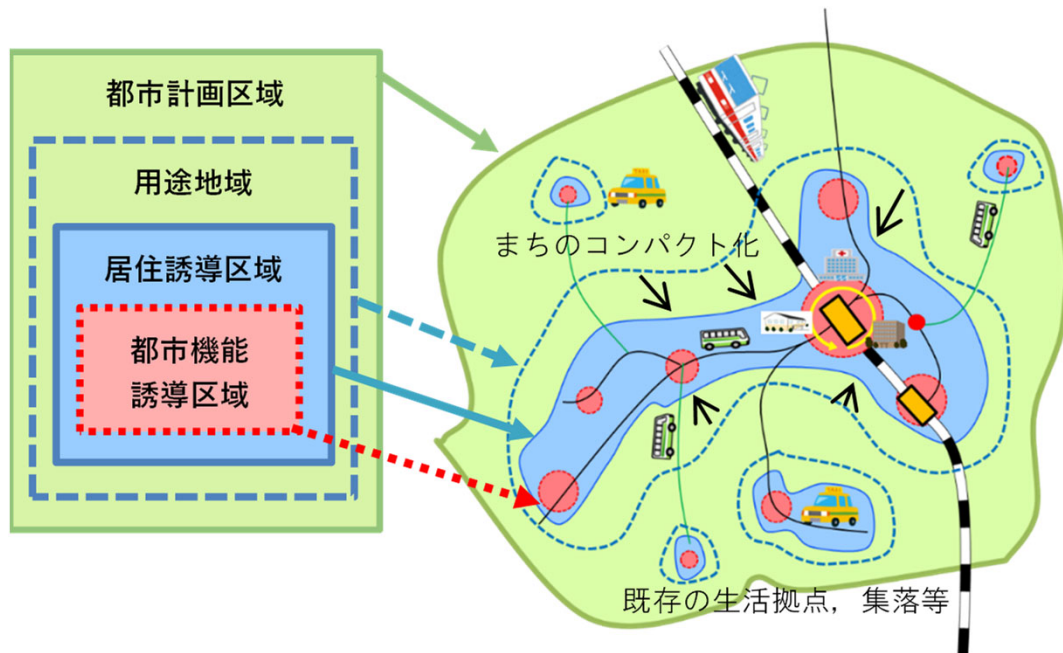 都市計画区域
用途地域
居住誘導区域
都市機能
誘導区域
まちのコンパクト化
既存の生活拠点，集落等